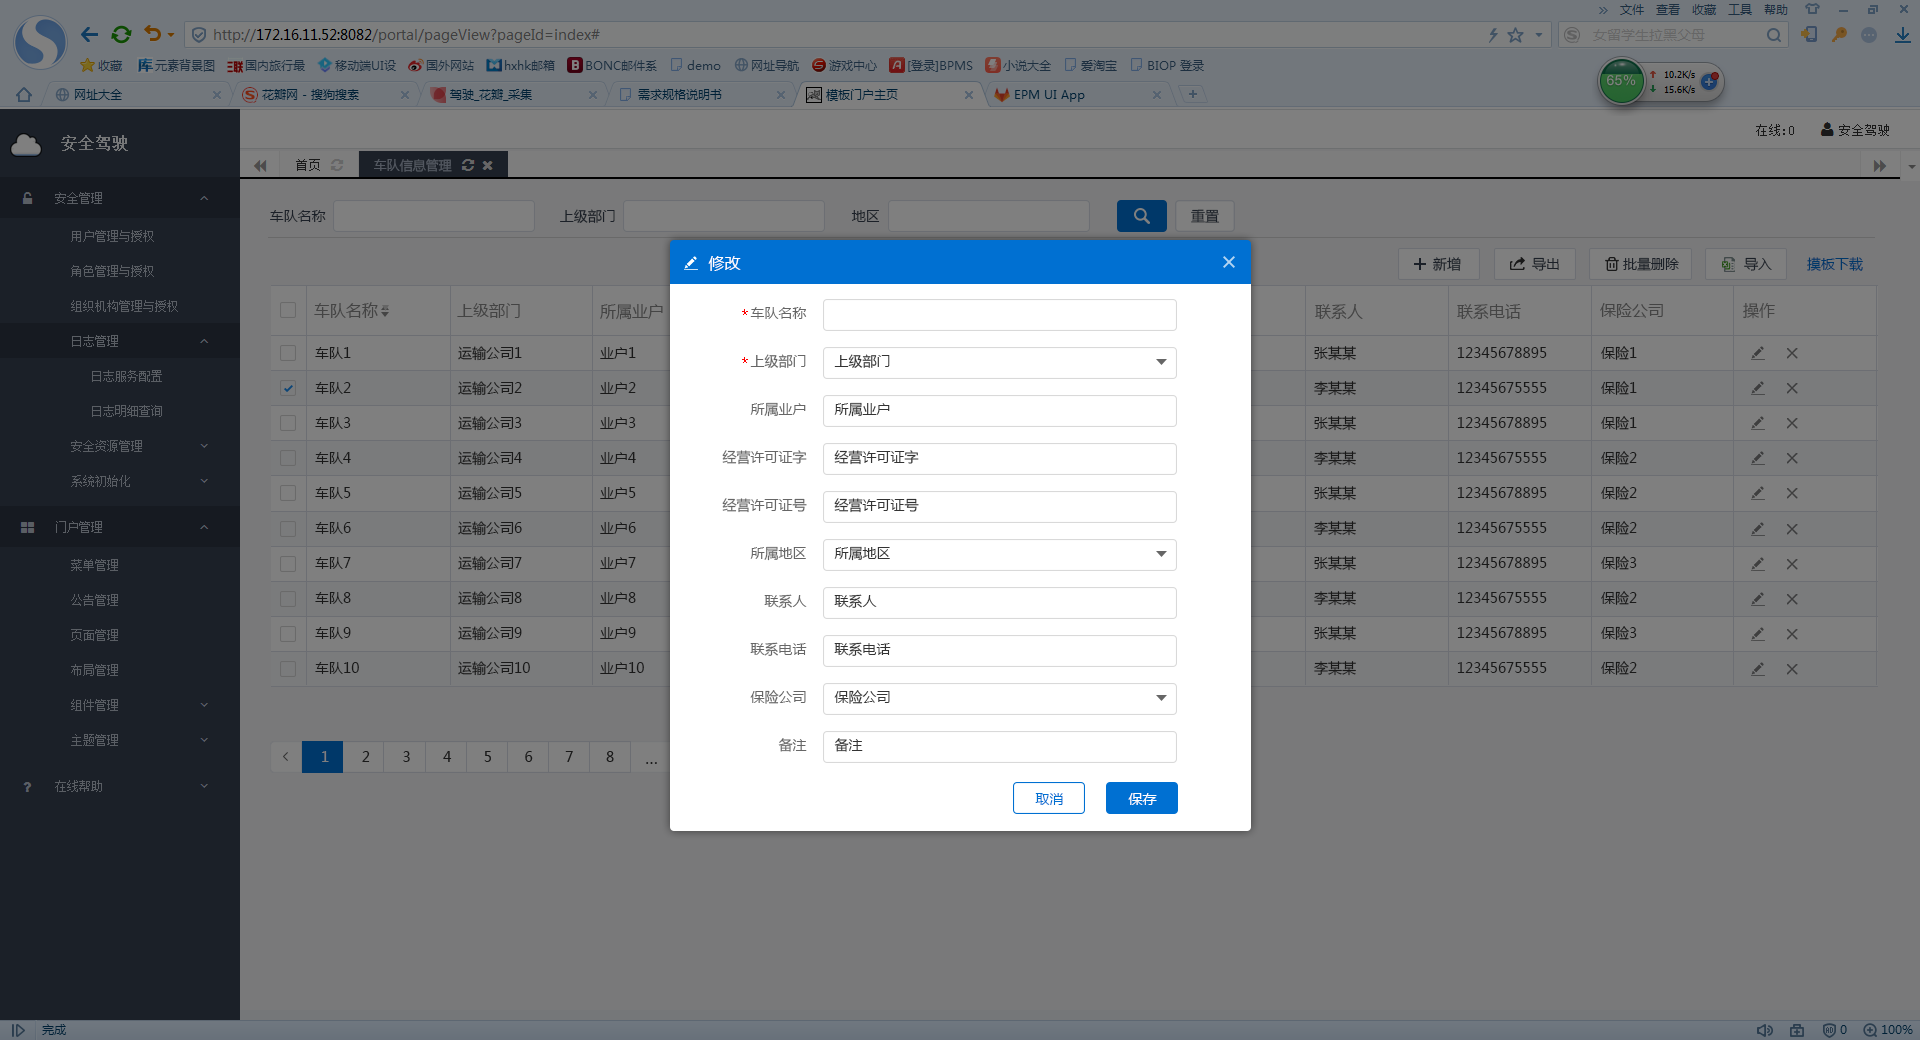 » 文件 查看 收藏 工具 帮助
http://172.16.11.52:8082/portal/pageView?pageId=index#
女留学生拉黑父母
收藏 库 元素背景图 联 国内旅行最 移动端UI设 国外网站 hxhk邮箱 B BONC邮件系 demo 网址导航 游戏中心 [登录]BPMS 小说大全 爱淘宝 BIOP 登录
65% 10.2K/s
15.6K/s
网址大全 花瓣网 - 搜狗搜索 驾驶_花瓣_采集 需求规格说明书 模板门户主页 EPM UI App
安全驾驶
在线:0 安全驾驶
首页 车队信息管理
安全管理
用户管理与授权
角色管理与授权
组织机构管理与授权
日志管理
日志服务配置
日志明细查询
安全资源管理
系统初始化
门户管理
菜单管理
公告管理
页面管理
布局管理
组件管理
主题管理
? 在线帮助
车队名称 上级部门 地区 重置
新增 导出 批量删除 导入 摸板下载
车队名称 上级部门 所属业户 联系人 联系电话 保险公司 操作
车队1 运输公司1 业户1 张某某 12345678895 保险1
车队2 运输公司2 业户2 李某某 12345675555 保险1
车队3 运输公司3 业户3 张某某 12345678895 保险1
车队4 运输公司4 业户4 李某某 12345675555 保险2
车队5 运输公司5 业户5 张某某 12345678895 保险2
车队6 运输公司6 业户6 李某某 12345675555 保险2
车队7 运输公司7 业户7 张某某 12345678895 保险3
车队8 运输公司8 业户8 李某某 12345675555 保险2
车队9 运输公司9 业户9 张某某 12345678895 保险3
车队10 运输公司10 业户10 李某某 12345675555 保险2
< 1 2 3 4 5 6 7 8 ...
修改
*车队名称
*上级部门 上级部门
所属业户 所属业户
经营许可证字 经营许可证字
经营许可证号 经营许可证号
所属地区 所属地区
联系人 联系人
联系电话 联系电话
保险公司 保险公司
备注 备注
取消 保存
完成
0 100%